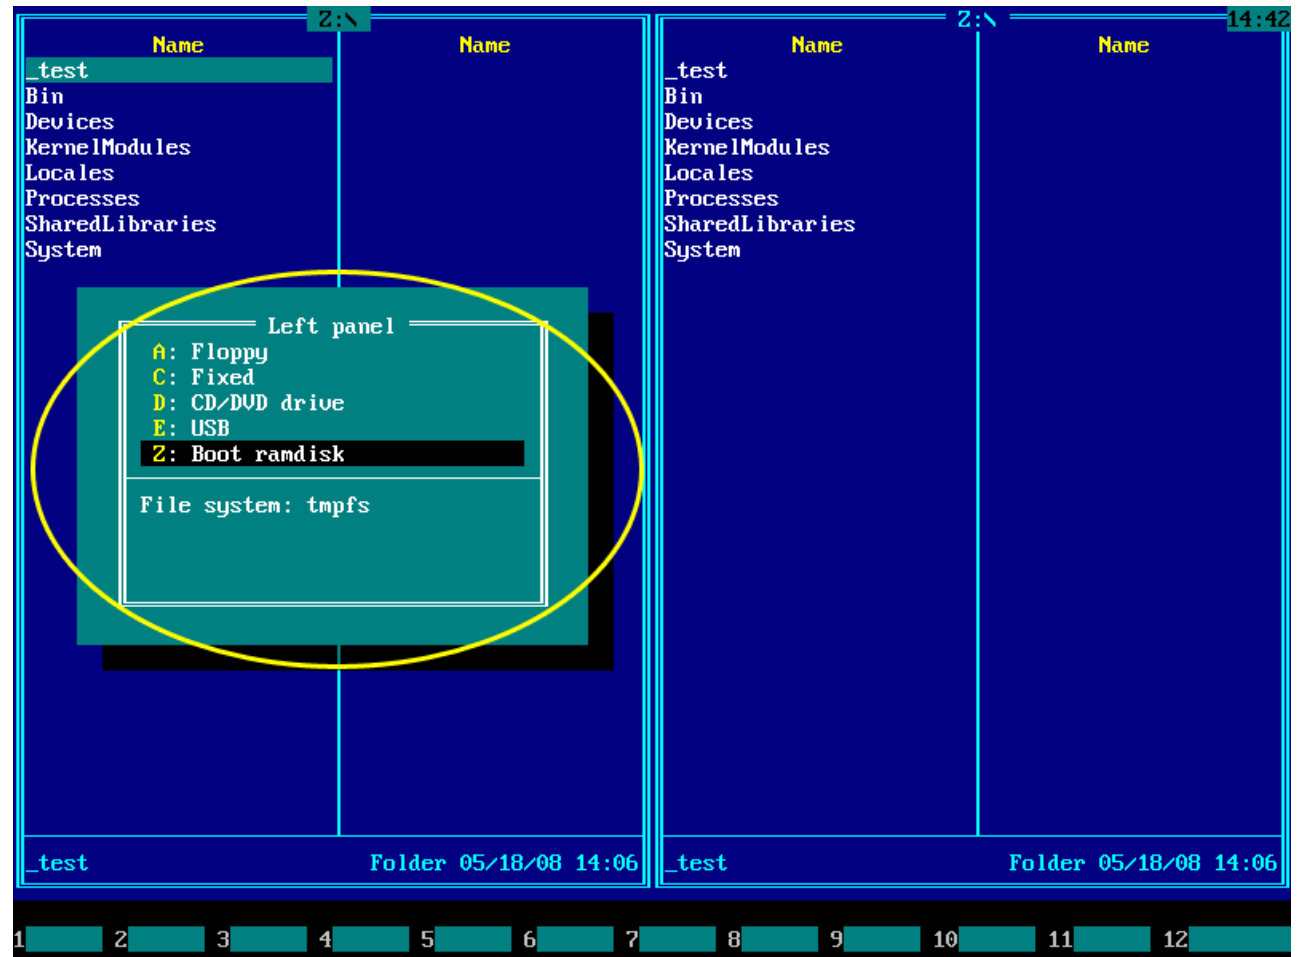 Z:\
Name Name
_test
Bin
Devices
KernelModules
Locales
Processes
SharedLibraries
System
Left panel
A: Floppy
C: Fixed
D: CD/DVD drive
E: USB
Z: Boot ramdisk
File system: tmpfs
_test Folder 05/18/08 14:06
Z:\ 14:42
Name Name
_test
Bin
Devices
KernelModules
Locales
Processes
SharedLibraries
System
_test Folder 05/18/08 14:06
1 2 3 4 5 6 7 8 9 10 11 12